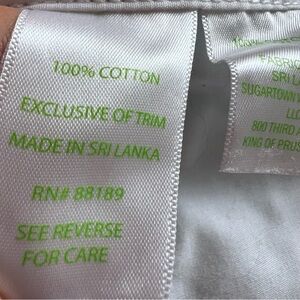 100% COTTON
EXCLUSIVE OF TRIM
MADE IN SRI LANKA
RN# 88189
SEE REVERSE
FOR CARE
FABRIC
SRI L
SUGARTOWN
LLC
800 THIRD
KING OF PRUS